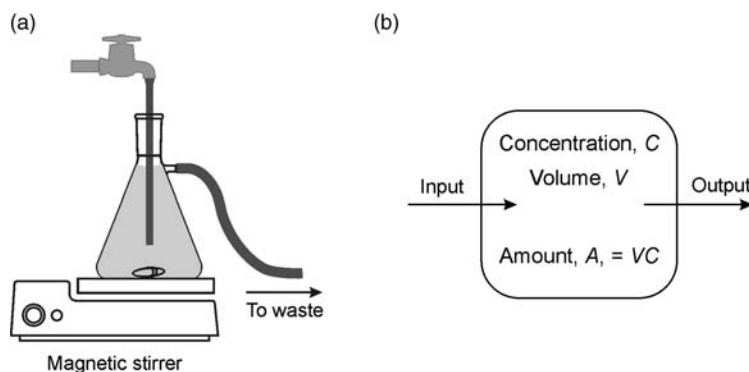 (a)
To waste
Magnetic stirrer
(b)
Concentration, C
Volume, V
Input
Output
Amount, A, = VC